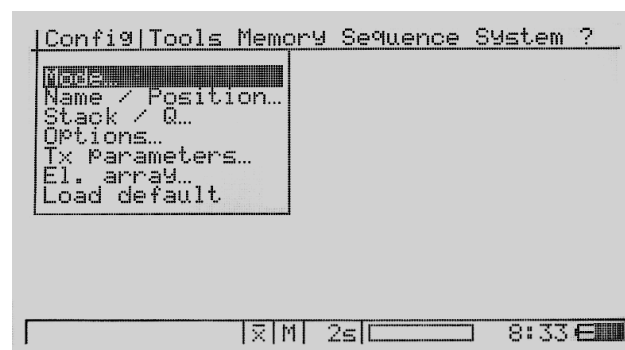 Config Tools Memory Sequence System ?
Mode...
Name / Position...
Stack / Q...
Options...
Tx parameters...
El. array...
Load default
x̅ M 2s 8:33